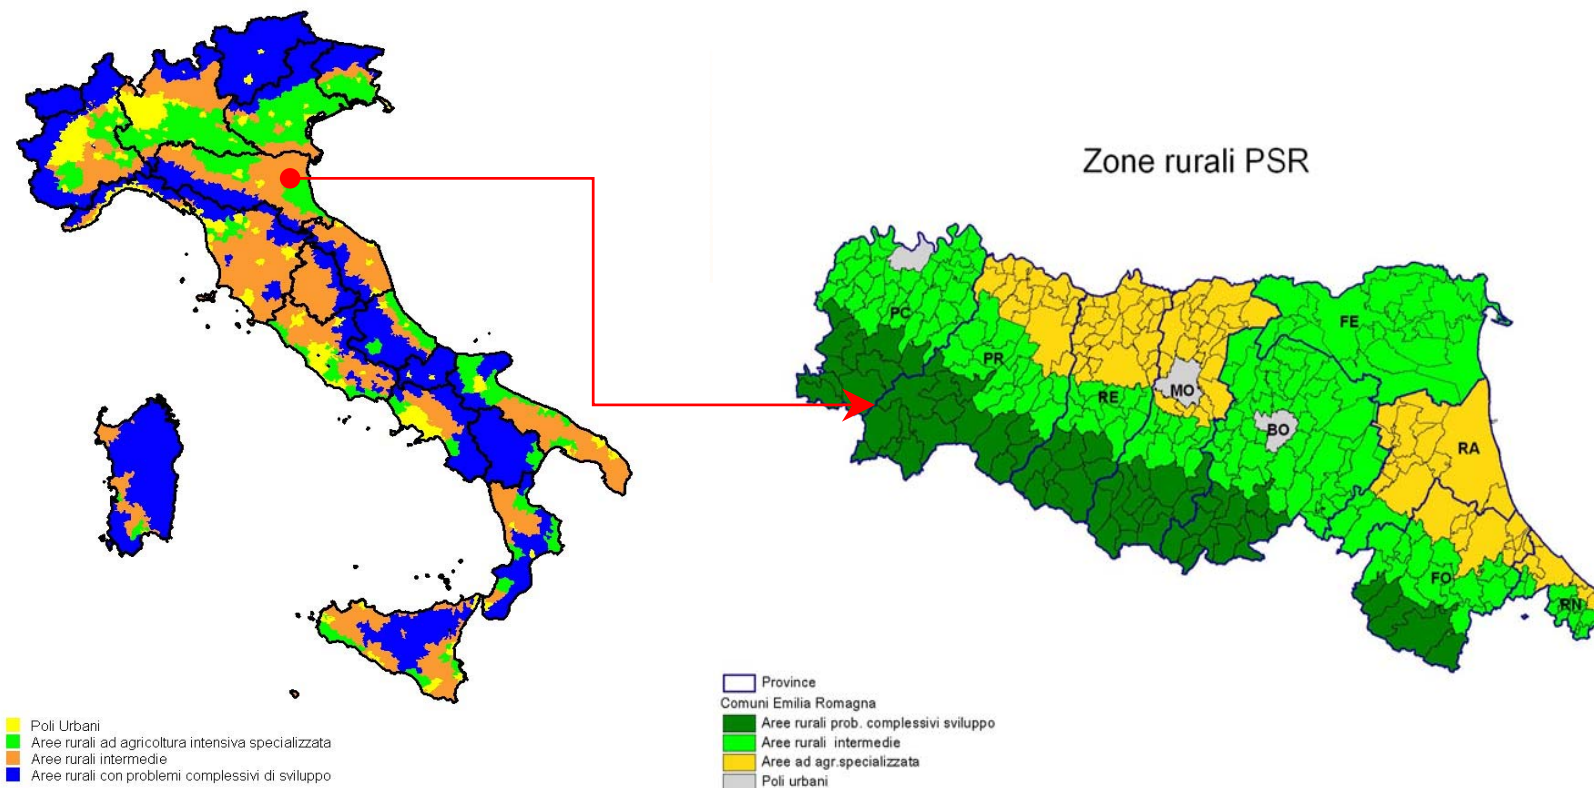 Zone rurali PSR
PC
PR
RE
MO
BO
FE
RA
FO
RN
Poli Urbani
Aree rurali ad agricoltura intensiva specializzata
Aree rurali intermedie
Aree rurali con problemi complessivi di sviluppo
Province
Comuni Emilia Romagna
Aree rurali prob. complessivi sviluppo
Aree rurali intermedie
Aree ad agr.specializzata
Poli urbani